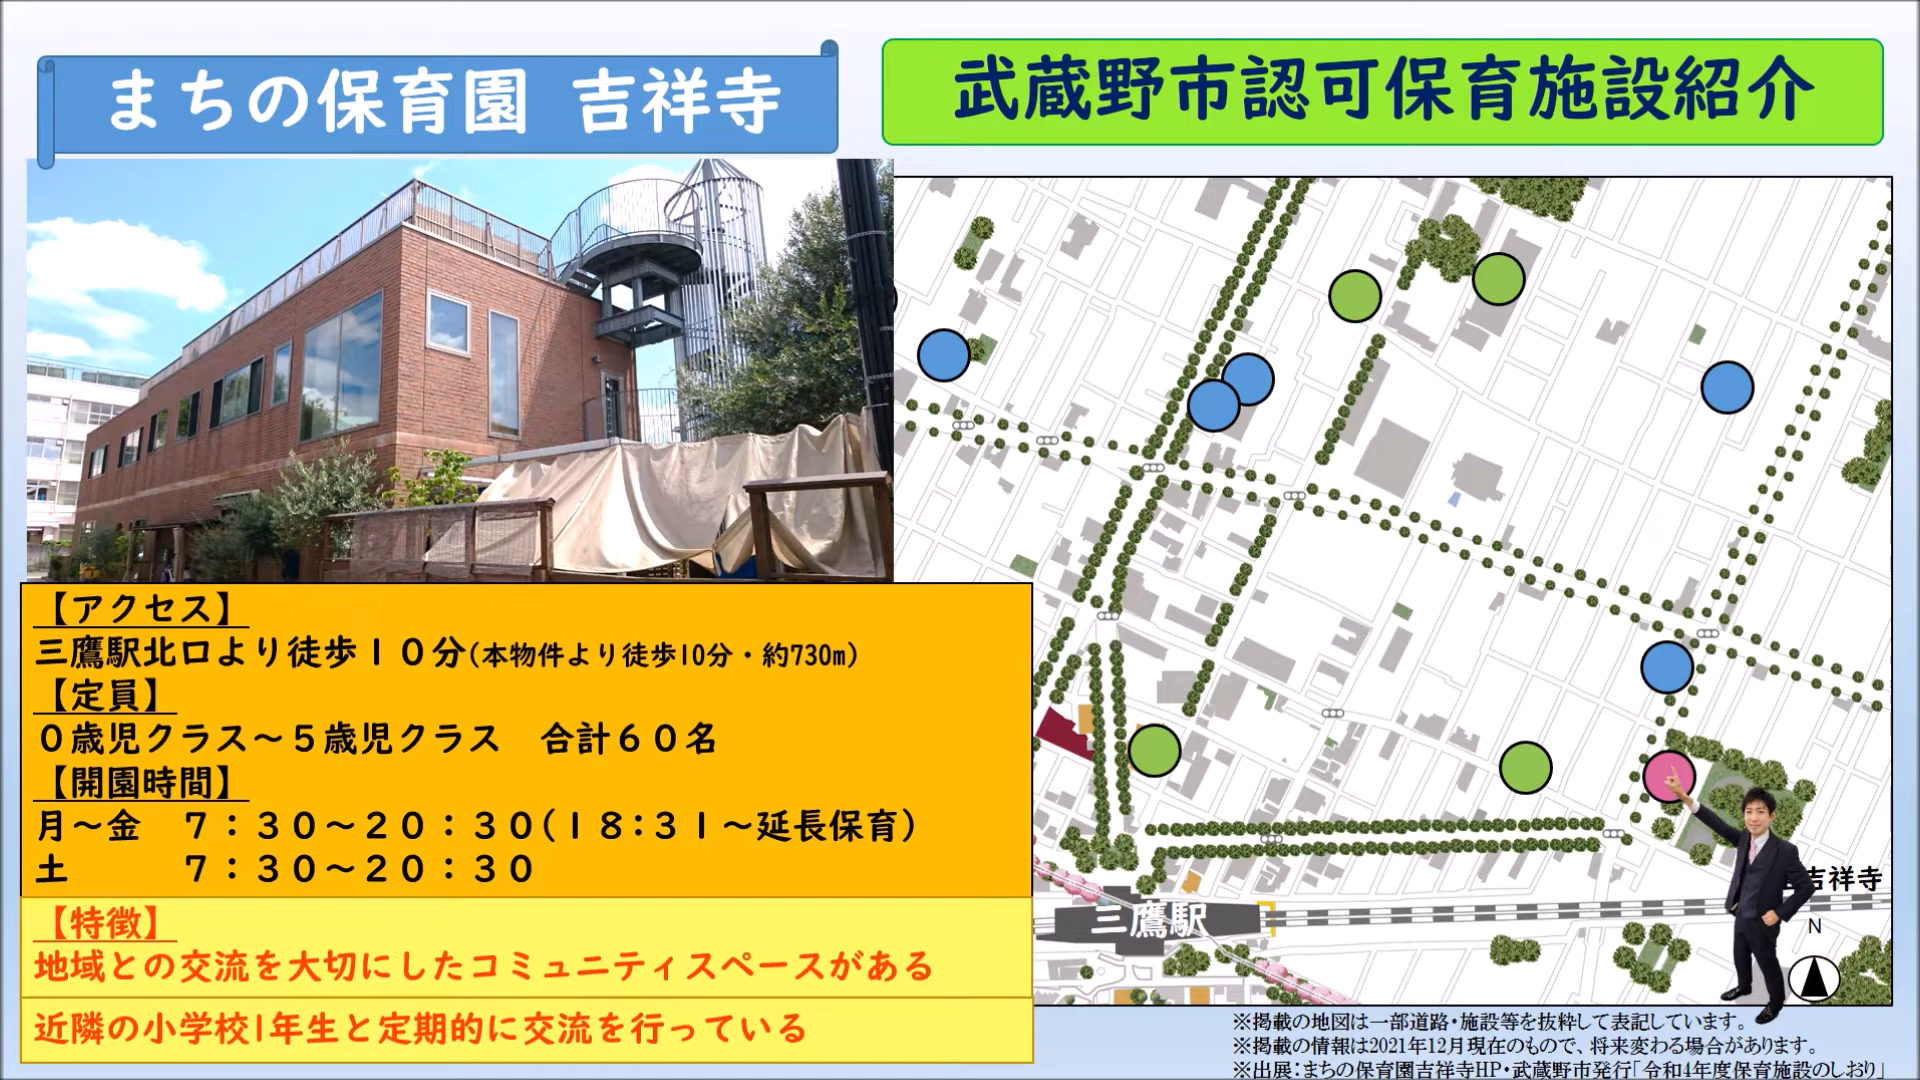 まちの保育園 吉祥寺
武蔵野市認可保育施設紹介
【アクセス】
三鷹駅北口より徒歩１０分(本物件より徒歩10分・約730m)
【定員】
０歳児クラス～５歳児クラス　合計６０名
【開園時間】
月～金　７：３０～２０：３０(１８:３１～延長保育)
土　７：３０～２０：３０
【特徴】
地域との交流を大切にしたコミュニティスペースがある
近隣の小学校1年生と定期的に交流を行っている
三鷹駅
吉祥寺
N
※掲載の地図は一部道路・施設等を抜粋して表記しています。
※掲載の情報は2021年12月現在のもので、将来変わる場合があります。
※出展：まちの保育園吉祥寺HP・武蔵野市発行「令和4年度保育施設のしおり」